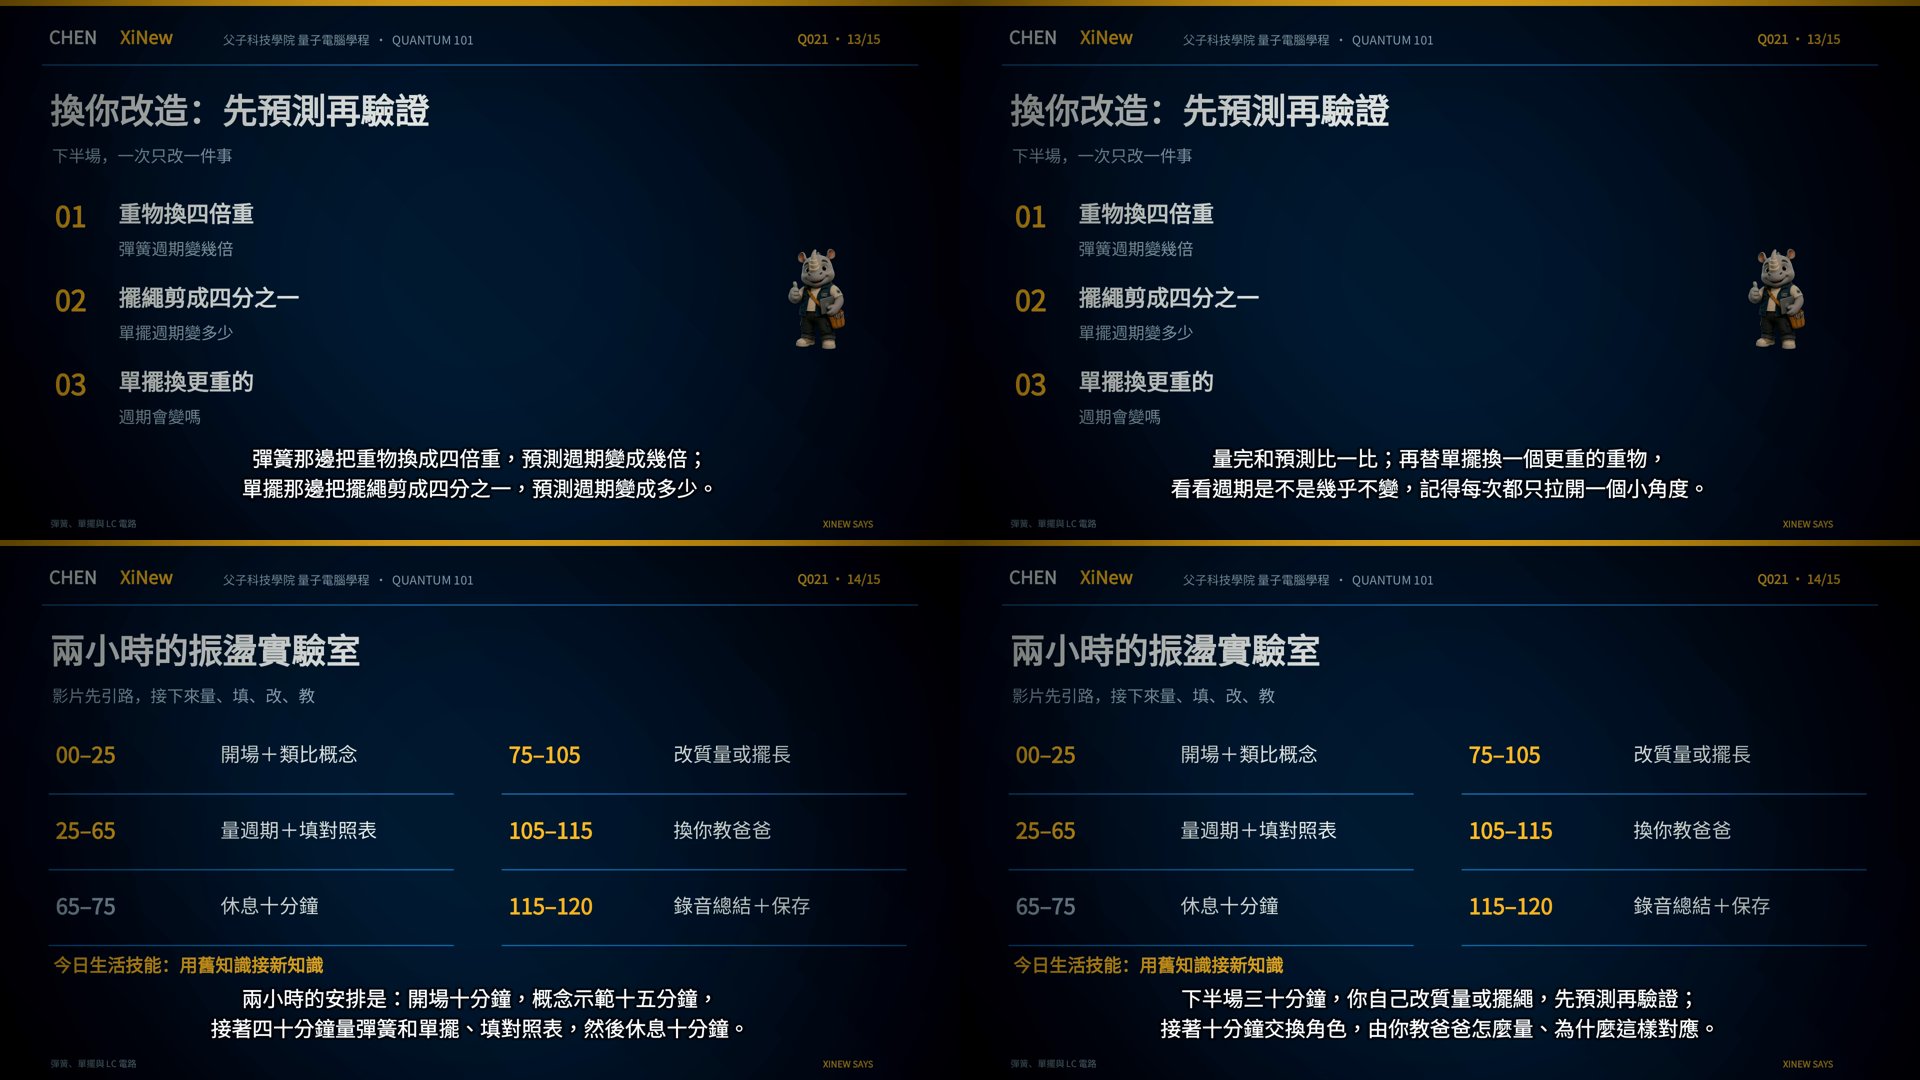 CHEN XiNew 父子科技學院 量子電腦學程 · QUANTUM 101 Q021 · 13/15
換你改造：先預測再驗證
下半場，一次只改一件事
01 重物換四倍重
彈簧週期變幾倍
02 擺繩剪成四分之一
單擺週期變多少
03 單擺換更重的
週期會變嗎
彈簧那邊把重物換成四倍重，預測週期變成幾倍；
單擺那邊把擺繩剪成四分之一，預測週期變成多少。
彈簧、單擺與 LC 電路 XINEW SAYS
CHEN XiNew 父子科技學院 量子電腦學程 · QUANTUM 101 Q021 · 13/15
換你改造：先預測再驗證
下半場，一次只改一件事
01 重物換四倍重
彈簧週期變幾倍
02 擺繩剪成四分之一
單擺週期變多少
03 單擺換更重的
週期會變嗎
量完和預測比一比；再替單擺換一個更重的重物，
看看週期是不是幾乎不變，記得每次都只拉開一個小角度。
彈簧、單擺與 LC 電路 XINEW SAYS
CHEN XiNew 父子科技學院 量子電腦學程 · QUANTUM 101 Q021 · 14/15
兩小時的振盪實驗室
影片先引路，接下來量、填、改、教
00–25 開場＋類比概念 75–105 改質量或擺長
25–65 量週期＋填對照表 105–115 換你教爸爸
65–75 休息十分鐘 115–120 錄音總結＋保存
今日生活技能：用舊知識接新知識
兩小時的安排是：開場十分鐘，概念示範十五分鐘，
接著四十分鐘量彈簧和單擺、填對照表，然後休息十分鐘。
彈簧、單擺與 LC 電路 XINEW SAYS
CHEN XiNew 父子科技學院 量子電腦學程 · QUANTUM 101 Q021 · 14/15
兩小時的振盪實驗室
影片先引路，接下來量、填、改、教
00–25 開場＋類比概念 75–105 改質量或擺長
25–65 量週期＋填對照表 105–115 換你教爸爸
65–75 休息十分鐘 115–120 錄音總結＋保存
今日生活技能：用舊知識接新知識
下半場三十分鐘，你自己改質量或擺繩，先預測再驗證；
接著十分鐘交換角色，由你教爸爸怎麼量、為什麼這樣對應。
彈簧、單擺與 LC 電路 XINEW SAYS